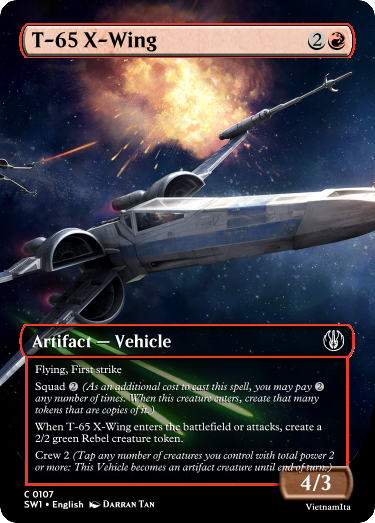 T-65 X-Wing 2
Artifact — Vehicle
Flying, First strike
Squad 2 (As an additional cost to cast this spell, you may pay 2
any number of times. When this creature enters, create that many
tokens that are copies of it.)
When T-65 X-Wing enters the battlefield or attacks, create a
2/2 green Rebel creature token.
Crew 2 (Tap any number of creatures you control with total power 2
or more: This Vehicle becomes an artifact creature until end of turn.)
4/3
C 0107
SW1 • English Darran Tan
VietnamIta